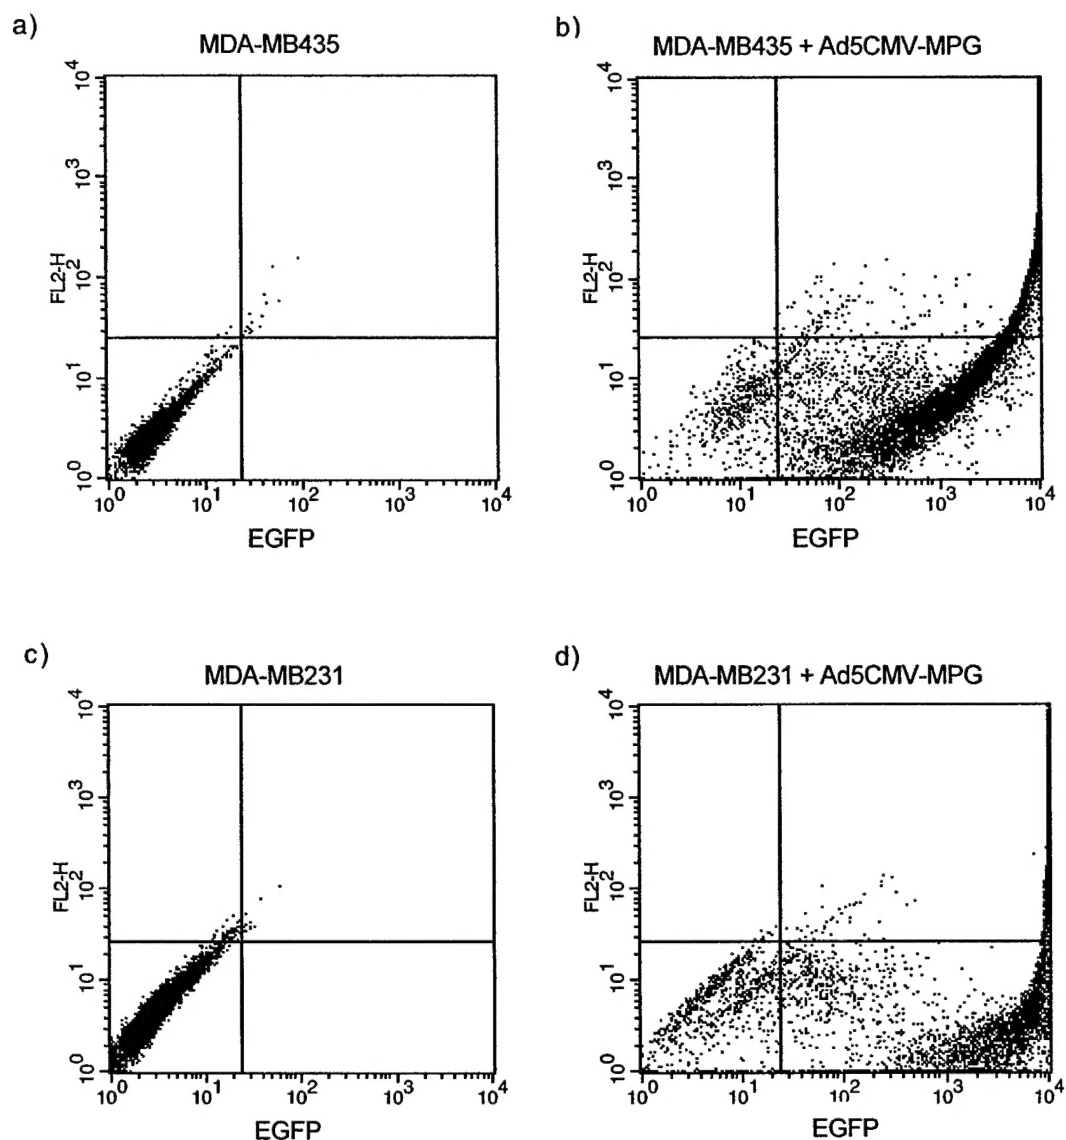 a)
MDA-MB435
10^4
10^3
10^2
10^1
10^0
FL2-H
10^0 10^1 10^2 10^3 10^4
EGFP
b)
MDA-MB435 + Ad5CMV-MPG
10^4
10^3
10^2
10^1
10^0
FL2-H
10^0 10^1 10^2 10^3 10^4
EGFP
c)
MDA-MB231
10^4
10^3
10^2
10^1
10^0
FL2-H
10^0 10^1 10^2 10^3 10^4
EGFP
d)
MDA-MB231 + Ad5CMV-MPG
10^4
10^3
10^2
10^1
10^0
FL2-H
10^0 10^1 10^2 10^3 10^4
EGFP